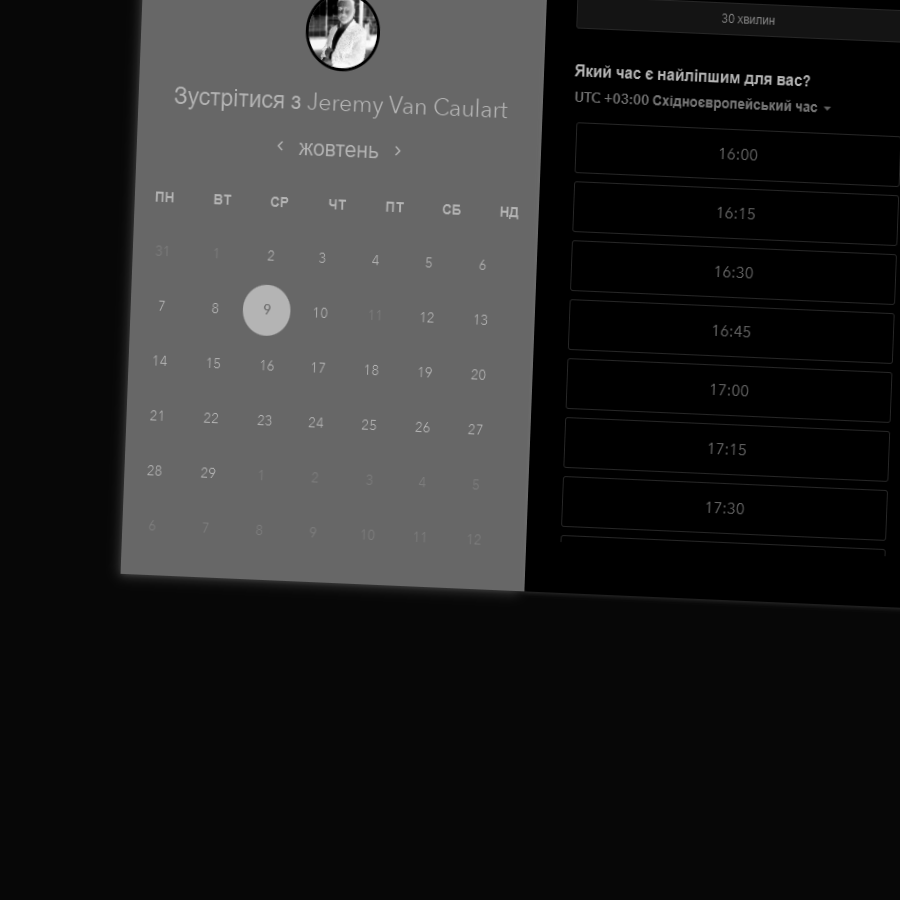 Зустрітися з Jeremy Van Caulart
‹ жовтень ›
ПН ВТ СР ЧТ ПТ СБ НД
31 1 2 3 4 5 6
7 8 9 10 11 12 13
14 15 16 17 18 19 20
21 22 23 24 25 26 27
28 29 1 2 3 4 5
6 7 8 9 10 11 12
30 хвилин
Який час є найліпшим для вас?
UTC +03:00 Східноєвропейський час
16:00
16:15
16:30
16:45
17:00
17:15
17:30